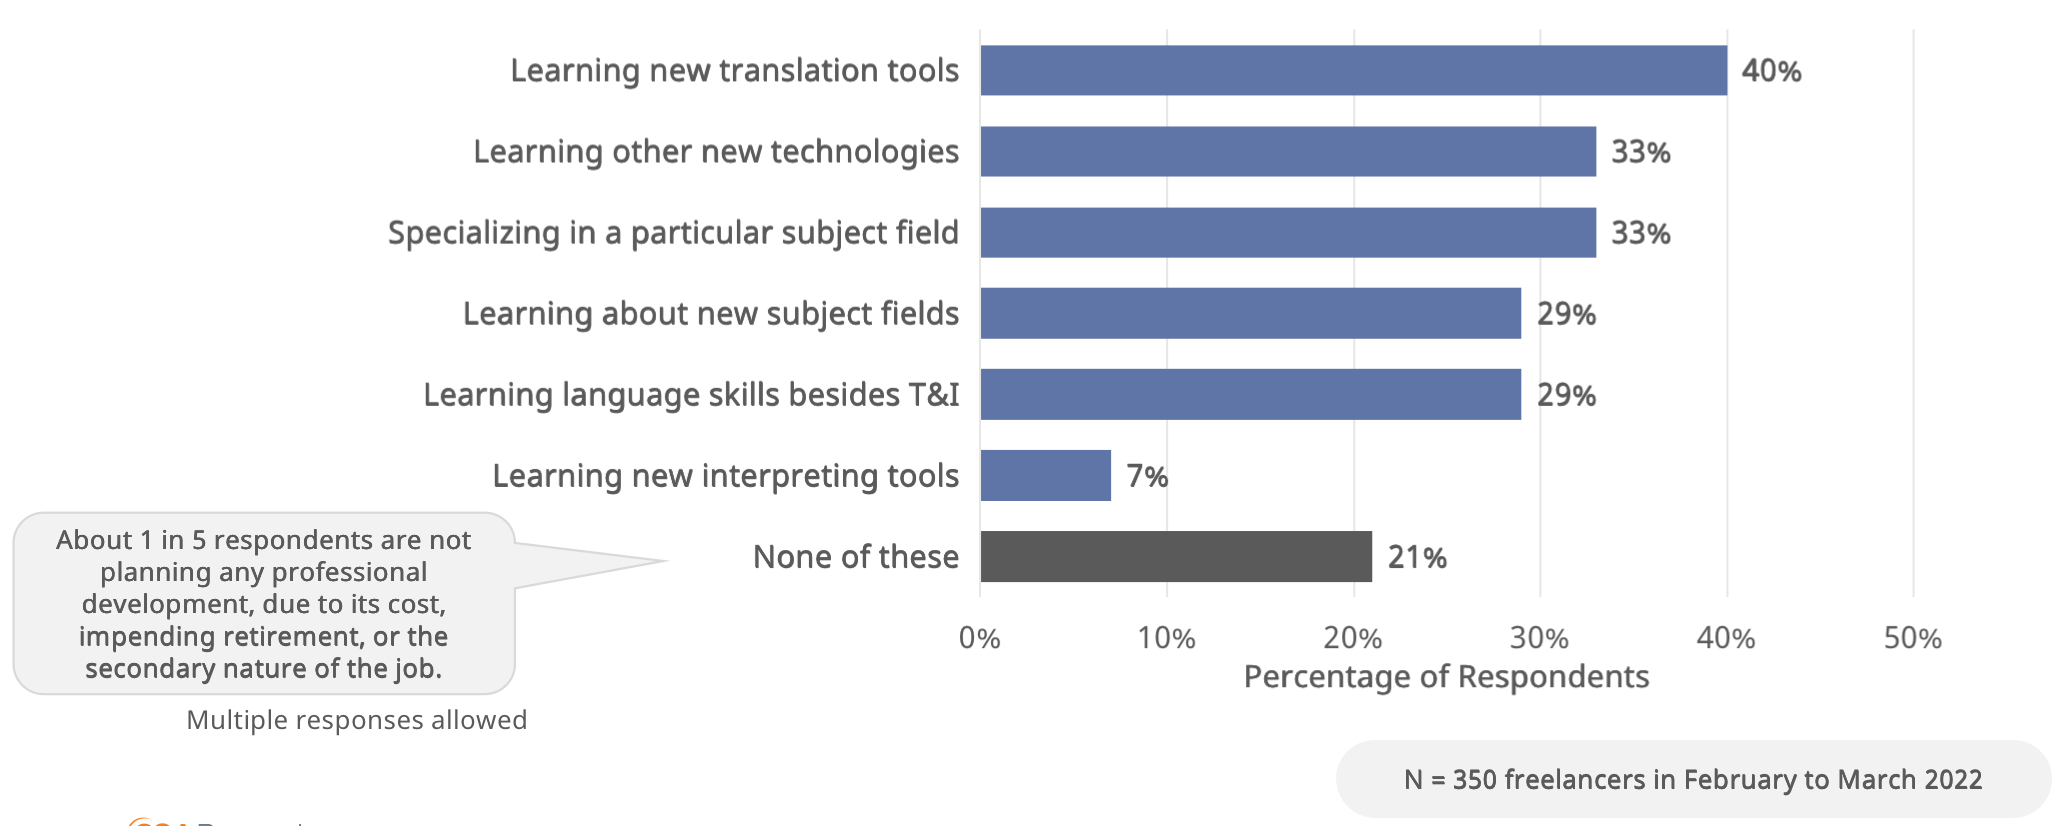 Learning new translation tools 40%
Learning other new technologies 33%
Specializing in a particular subject field 33%
Learning about new subject fields 29%
Learning language skills besides T&I 29%
Learning new interpreting tools 7%
None of these 21%
About 1 in 5 respondents are not
planning any professional
development, due to its cost,
impending retirement, or the
secondary nature of the job.
0% 10% 20% 30% 40% 50%
Percentage of Respondents
Multiple responses allowed
N = 350 freelancers in February to March 2022